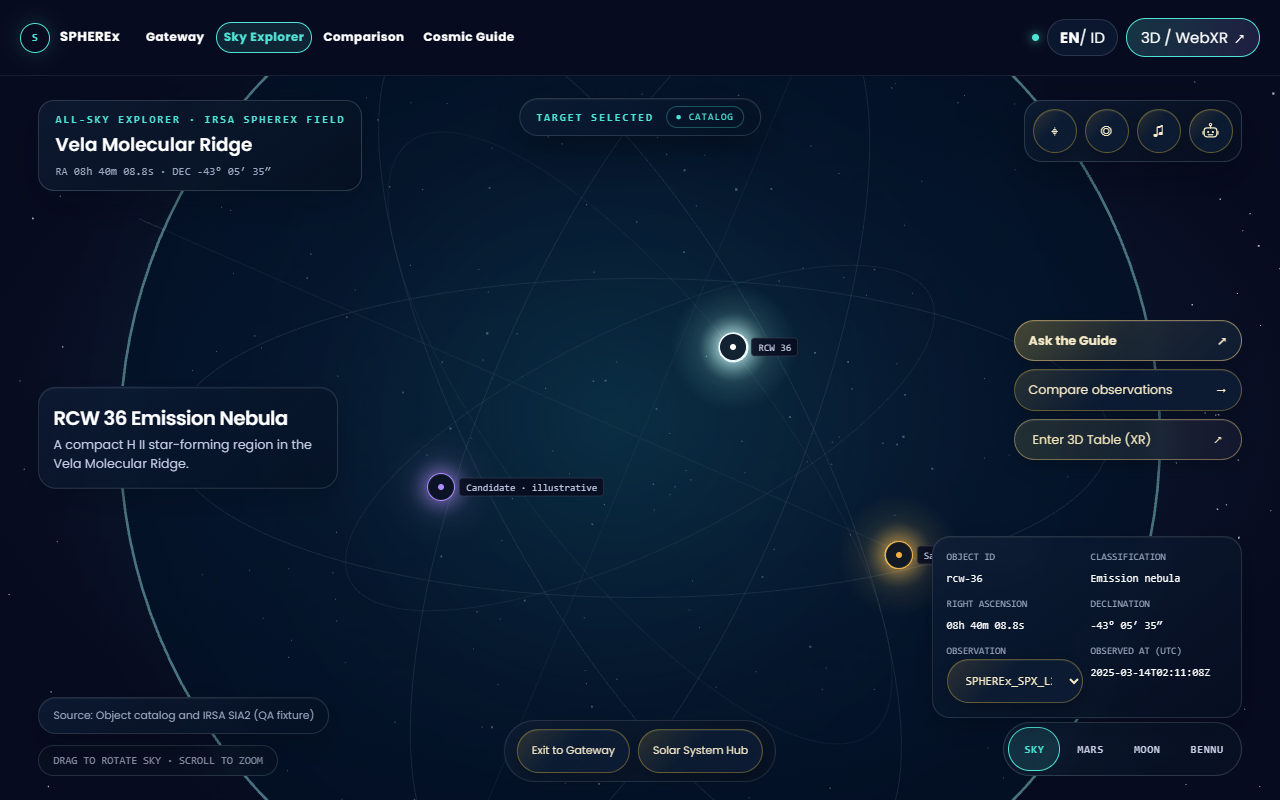 S SPHEREx Gateway Sky Explorer Comparison Cosmic Guide EN/ ID 3D / WebXR ↗
ALL-SKY EXPLORER · IRSA SPHEREX FIELD
Vela Molecular Ridge
RA 08h 40m 08.8s · DEC -43° 05′ 35″
TARGET SELECTED • CATALOG
RCW 36
Ask the Guide ↗
Compare observations →
Enter 3D Table (XR) ↗
RCW 36 Emission Nebula
A compact H II star-forming region in the
Vela Molecular Ridge.
Candidate · illustrative
OBJECT ID CLASSIFICATION
rcw-36 Emission nebula
RIGHT ASCENSION DECLINATION
08h 40m 08.8s -43° 05′ 35″
OBSERVATION OBSERVED AT (UTC)
SPHEREx_SPX_L 2025-03-14T02:11:08Z
Source: Object catalog and IRSA SIA2 (QA fixture)
DRAG TO ROTATE SKY · SCROLL TO ZOOM
Exit to Gateway Solar System Hub
SKY MARS MOON BENNU